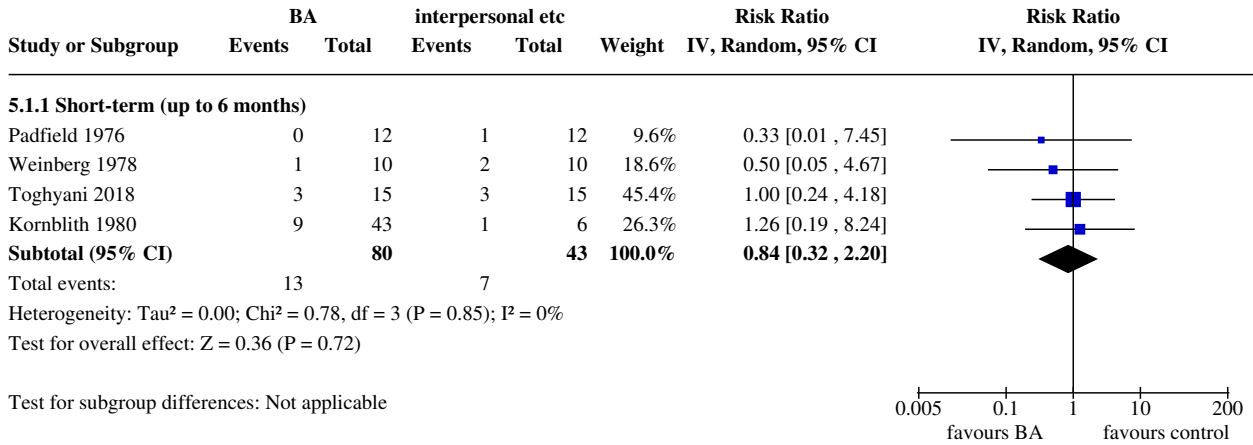 BA interpersonal etc Risk Ratio Risk Ratio
Study or Subgroup Events Total Events Total Weight IV, Random, 95% CI IV, Random, 95% CI
5.1.1 Short-term (up to 6 months)
Padfield 1976 0 12 1 12 9.6% 0.33 [0.01 , 7.45]
Weinberg 1978 1 10 2 10 18.6% 0.50 [0.05 , 4.67]
Toghyani 2018 3 15 3 15 45.4% 1.00 [0.24 , 4.18]
Kornblith 1980 9 43 1 6 26.3% 1.26 [0.19 , 8.24]
Subtotal (95% CI) 80 43 100.0% 0.84 [0.32 , 2.20]
Total events: 13 7
Heterogeneity: Tau² = 0.00; Chi² = 0.78, df = 3 (P = 0.85); I² = 0%
Test for overall effect: Z = 0.36 (P = 0.72)
Test for subgroup differences: Not applicable
0.005 0.1 1 10 200
favours BA favours control